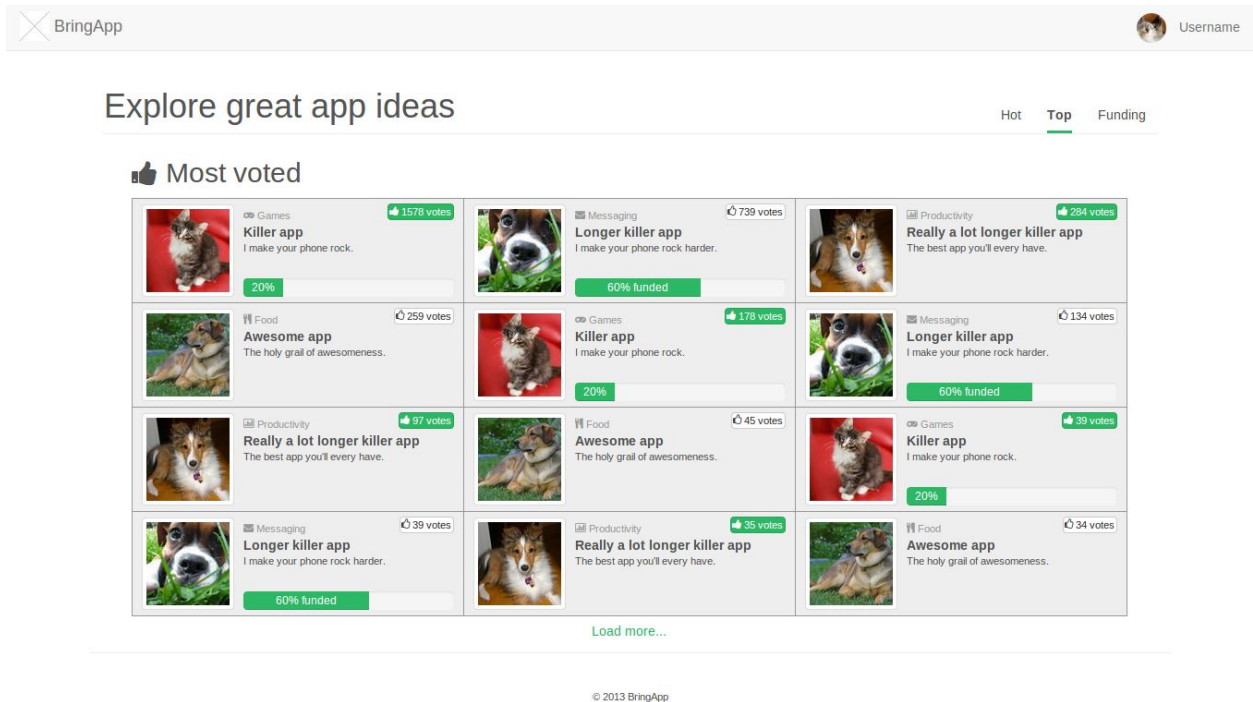 BringApp
Username
Explore great app ideas
Hot Top Funding
Most voted
Games
1578 votes
Killer app
I make your phone rock.
20%
Messaging
739 votes
Longer killer app
I make your phone rock harder.
60% funded
Productivity
284 votes
Really a lot longer killer app
The best app you'll every have.
Food
259 votes
Awesome app
The holy grail of awesomeness.
Games
178 votes
Killer app
I make your phone rock.
20%
Messaging
134 votes
Longer killer app
I make your phone rock harder.
60% funded
Productivity
97 votes
Really a lot longer killer app
The best app you'll every have.
Food
45 votes
Awesome app
The holy grail of awesomeness.
Games
39 votes
Killer app
I make your phone rock.
20%
Messaging
39 votes
Longer killer app
I make your phone rock harder.
60% funded
Productivity
35 votes
Really a lot longer killer app
The best app you'll every have.
Food
34 votes
Awesome app
The holy grail of awesomeness.
Load more...
© 2013 BringApp